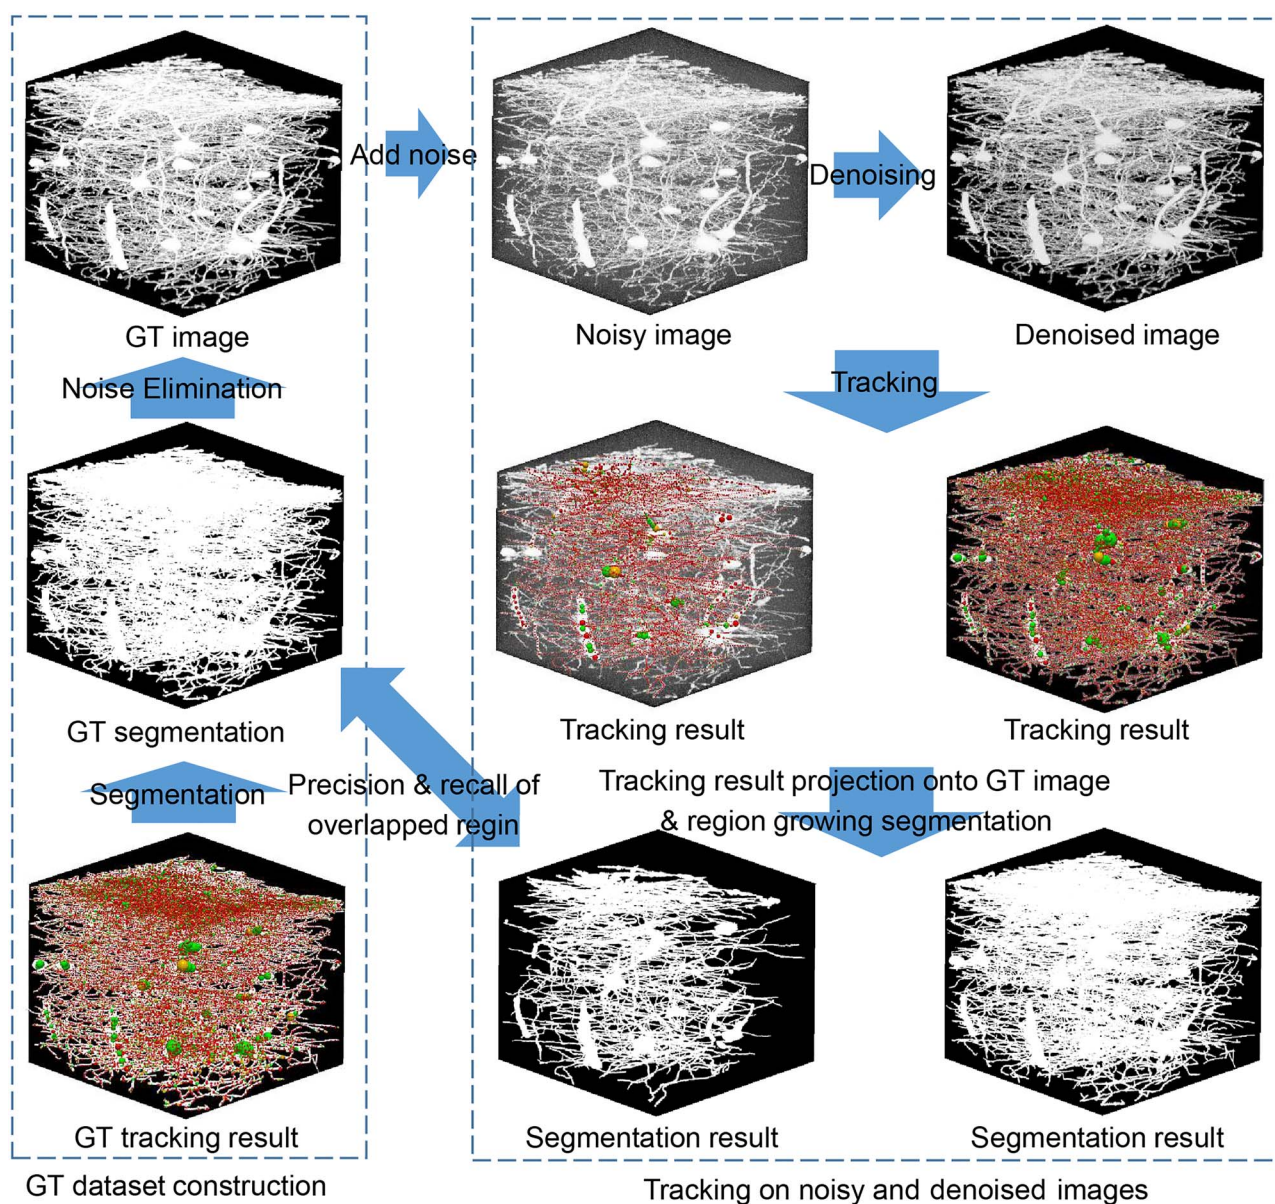 Add noise
Denoising
GT image
Noisy image
Denoised image
Noise Elimination
Tracking
GT segmentation
Tracking result
Tracking result
Segmentation
Precision & recall of
overlapped regin
Tracking result projection onto GT image
& region growing segmentation
GT tracking result
Segmentation result
Segmentation result
GT dataset construction
Tracking on noisy and denoised images